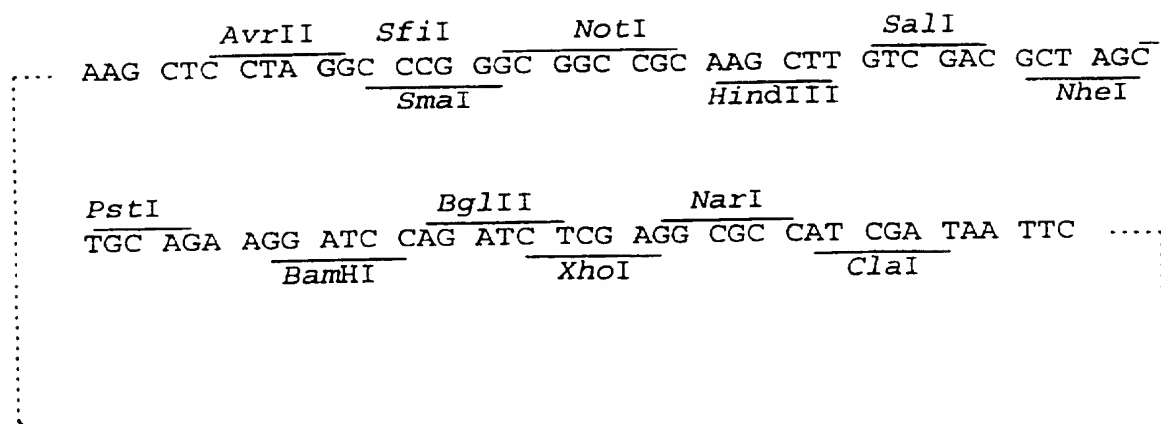 AvrII SfiI NotI SalI
.... AAG CTC CTA GGC CCG GGC GGC CGC AAG CTT GTC GAC GCT AGC
SmaI HindIII NheI
PstI BglII NarI
TGC AGA AGG ATC CAG ATC TCG AGG CGC CAT CGA TAA TTC .....
BamHI XhoI ClaI